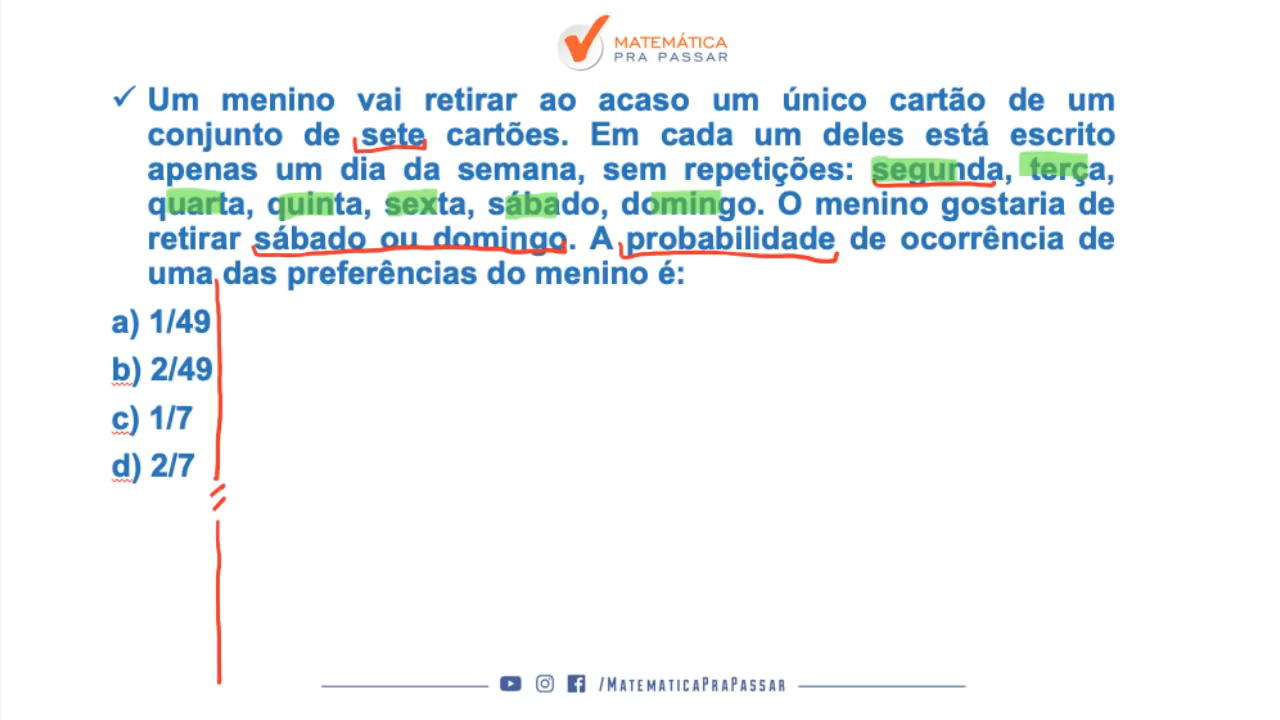 MATEMÁTICA
PRA PASSAR
✓ Um menino vai retirar ao acaso um único cartão de um
conjunto de sete cartões. Em cada um deles está escrito
apenas um dia da semana, sem repetições: segunda, terça,
quarta, quinta, sexta, sábado, domingo. O menino gostaria de
retirar sábado ou domingo. A probabilidade de ocorrência de
uma das preferências do menino é:
a) 1/49
b) 2/49
c) 1/7
d) 2/7
/MATEMATICAPRAPASSAR